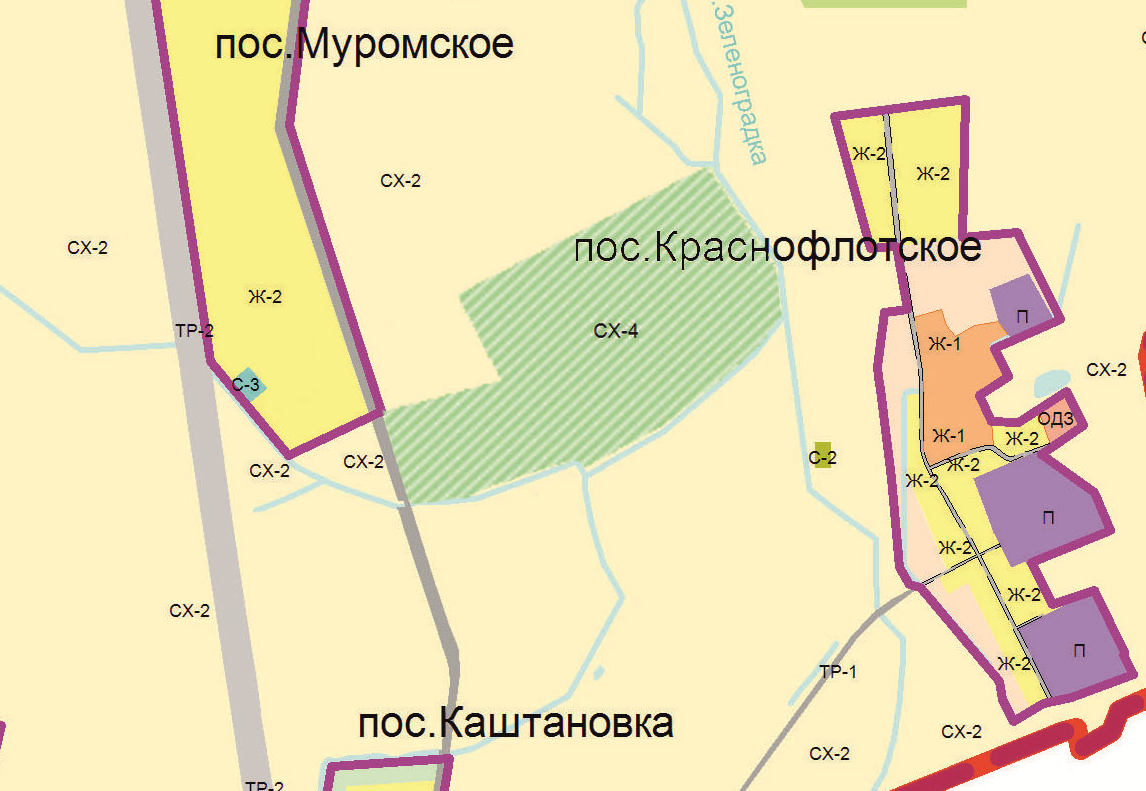 пос.Муромское
.Зеленоградка
Ж-2
Ж-2
СХ-2
СХ-2
пос.Краснофлотское
Ж-2
П
ТР-2
СХ-4
Ж-1
СХ-2
С-3
ОДЗ
Ж-1
Ж-2
СХ-2
СХ-2
С-2
Ж-2
Ж-2
П
Ж-2
Ж-2
СХ-2
П
Ж-2
ТР-1
пос.Каштановка
СХ-2
СХ-2
ТР-2